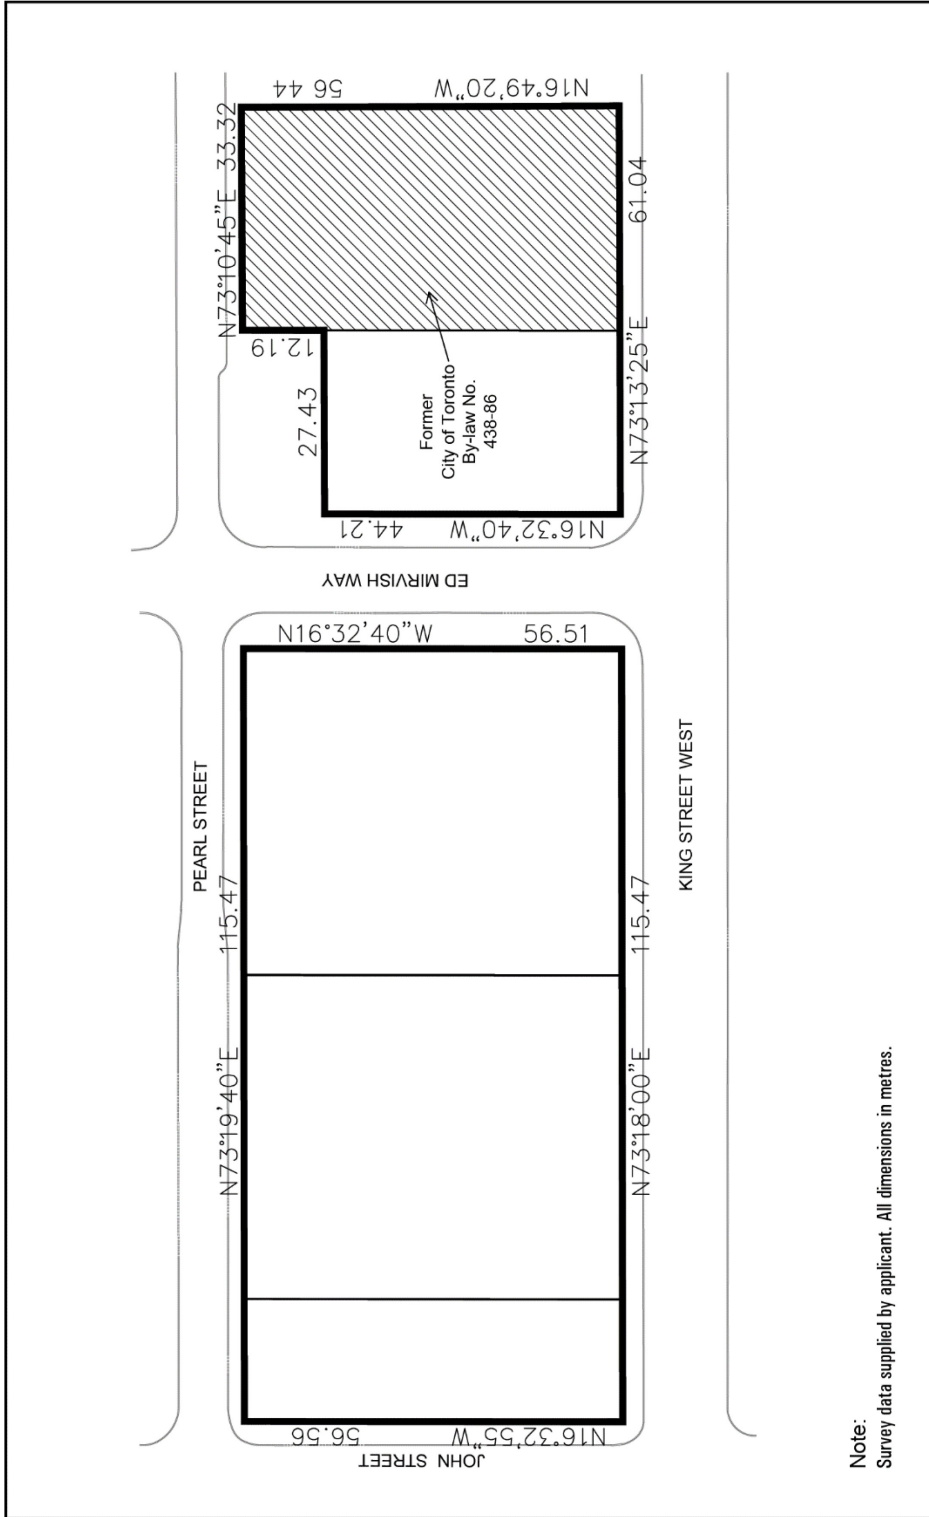 N16°49'20"W
56 44
N73°10'45"E 33.32
61.04
12.19
27.43
Former
City of Toronto
By-law No.
438-86
N73°13'25"E
N16°32'40"W
44.21
ED MIRVISH WAY
N16°32'40"W
56.51
PEARL STREET
115.47
N73°19'40"E
KING STREET WEST
115.47
N73°18'00"E
N16°32'55"W
56.56
JOHN STREET
Note:
Survey data supplied by applicant. All dimensions in metres.